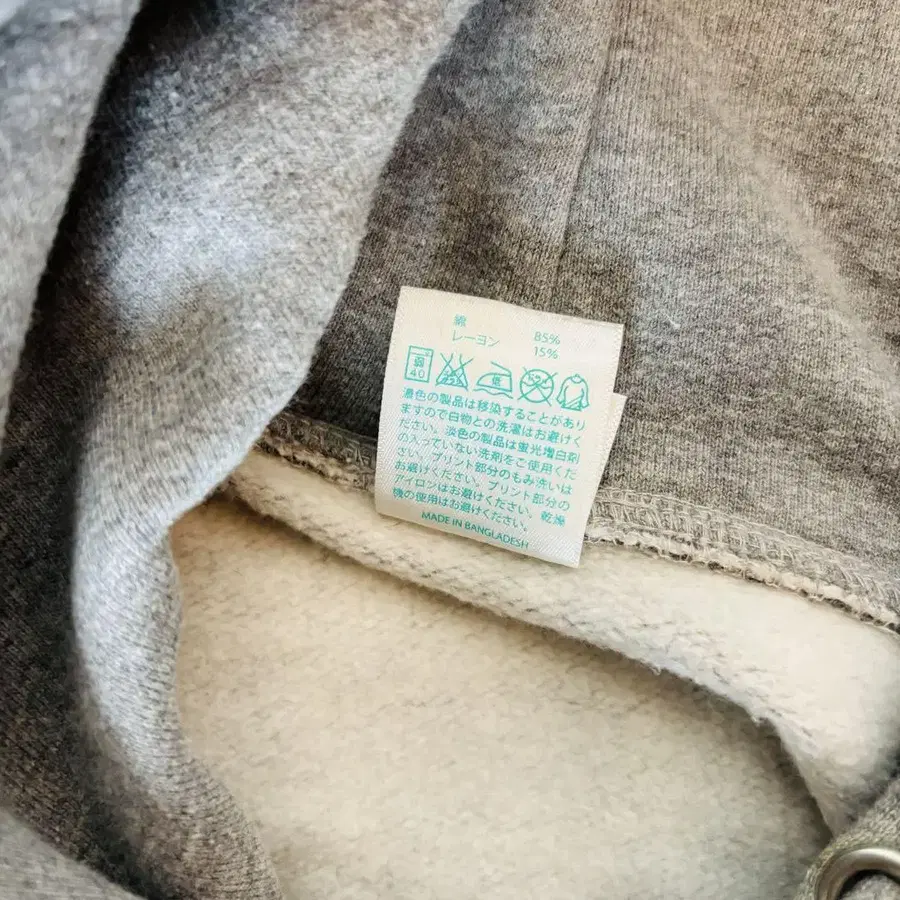 綿 85%
レーヨン 15%
弱 40
低
濃色の製品は移染することがあり
ますので白物との洗濯はお避けく
ださい。淡色の製品は蛍光増白剤
の入っていない洗剤をご使用くだ
さい。プリント部分のもみ洗いは
お避けください。プリント部分の
アイロンはお避けください。乾燥
機の使用はお避けください。
MADE IN BANGLADESH